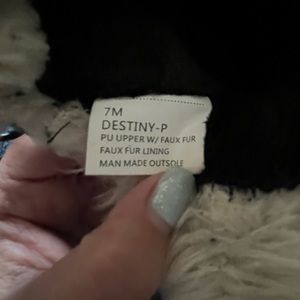 7M
DESTINY-P
PU UPPER W/ FAUX FUR
FAUX FUR LINING
MAN MADE OUTSOLE